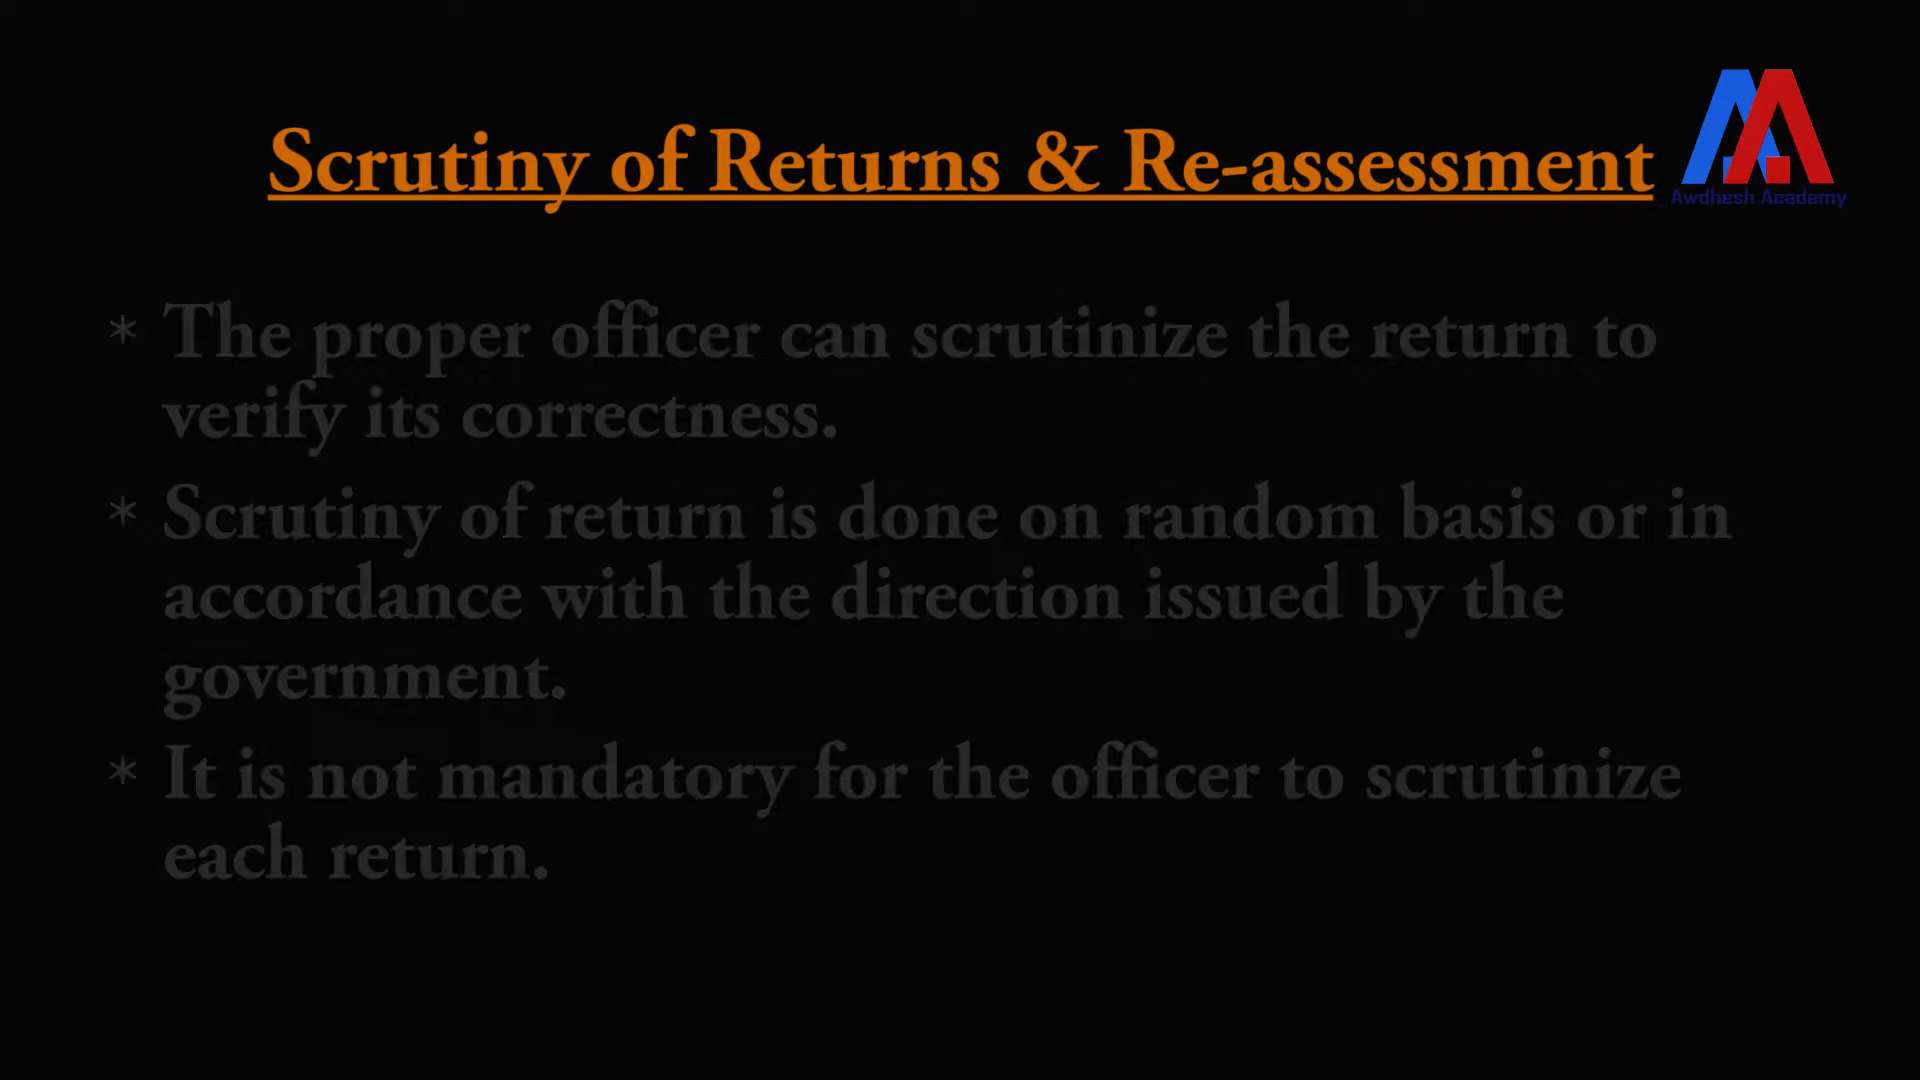 Scrutiny of Returns & Re-assessment
Awdhesh Academy
* The proper officer can scrutinize the return to
verify its correctness.
* Scrutiny of return is done on random basis or in
accordance with the direction issued by the
government.
* It is not mandatory for the officer to scrutinize
each return.